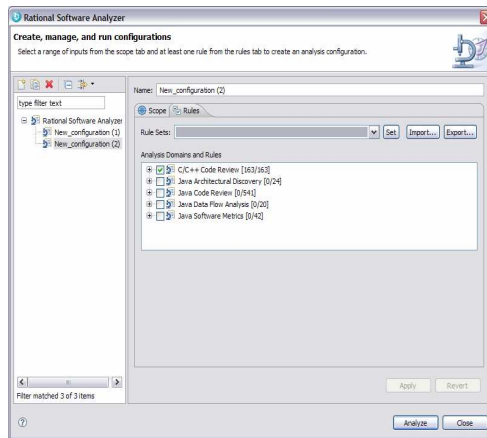 Rational Software Analyzer
Create, manage, and run configurations
Select a range of inputs from the scope tab and at least one rule from the rules tab to create an analysis configuration.
type filter text
Rational Software Analyzer
New_configuration (1)
New_configuration (2)
Filter matched 3 of 3 items
Name: New_configuration (2)
Scope Rules
Rule Sets: Set Import... Export...
Analysis Domains and Rules
C/C++ Code Review [163/163]
Java Architectural Discovery [0/24]
Java Code Review [0/541]
Java Data Flow Analysis [0/20]
Java Software Metrics [0/42]
Apply Revert
Analyze Close